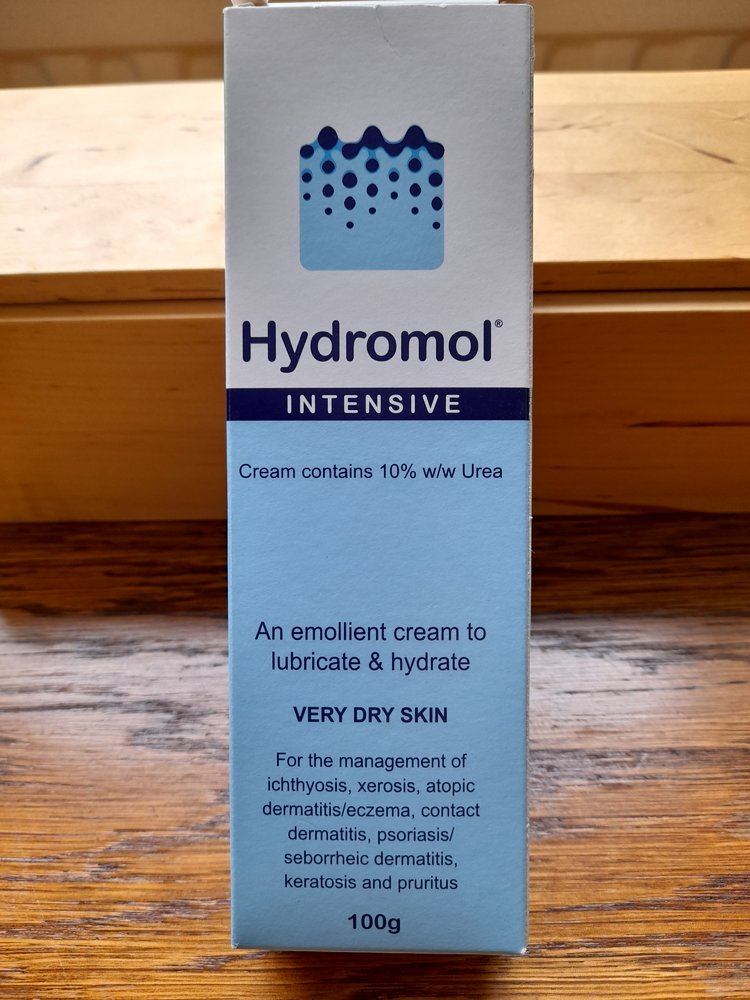 Hydromol®
INTENSIVE
Cream contains 10% w/w Urea
An emollient cream to
lubricate & hydrate
VERY DRY SKIN
For the management of
ichthyosis, xerosis, atopic
dermatitis/eczema, contact
dermatitis, psoriasis/
seborrheic dermatitis,
keratosis and pruritus
100g